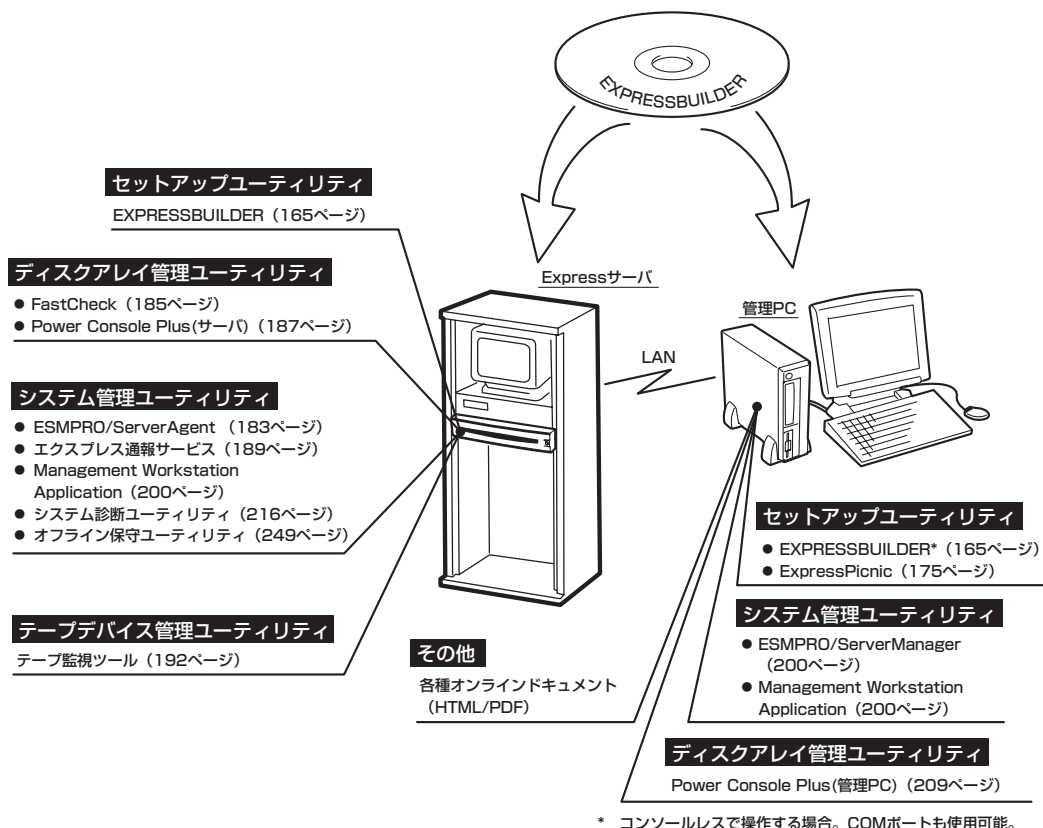 EXPRESSBUILDER
セットアップユーティリティ
EXPRESSBUILDER（165ページ）
ディスクアレイ管理ユーティリティ
● FastCheck（185ページ）
● Power Console Plus(サーバ)（187ページ）
システム管理ユーティリティ
● ESMPRO/ServerAgent （183ページ）
● エクスプレス通報サービス（189ページ）
● Management Workstation
Application（200ページ）
● システム診断ユーティリティ（216ページ）
● オフライン保守ユーティリティ（249ページ）
テープデバイス管理ユーティリティ
テープ監視ツール（192ページ）
Expressサーバ
LAN
管理PC
その他
各種オンラインドキュメント
（HTML/PDF）
セットアップユーティリティ
● EXPRESSBUILDER*（165ページ）
● ExpressPicnic（175ページ）
システム管理ユーティリティ
● ESMPRO/ServerManager
（200ページ）
● Management Workstation
Application（200ページ）
ディスクアレイ管理ユーティリティ
Power Console Plus(管理PC)（209ページ）
* コンソールレスで操作する場合。COMポートも使用可能。